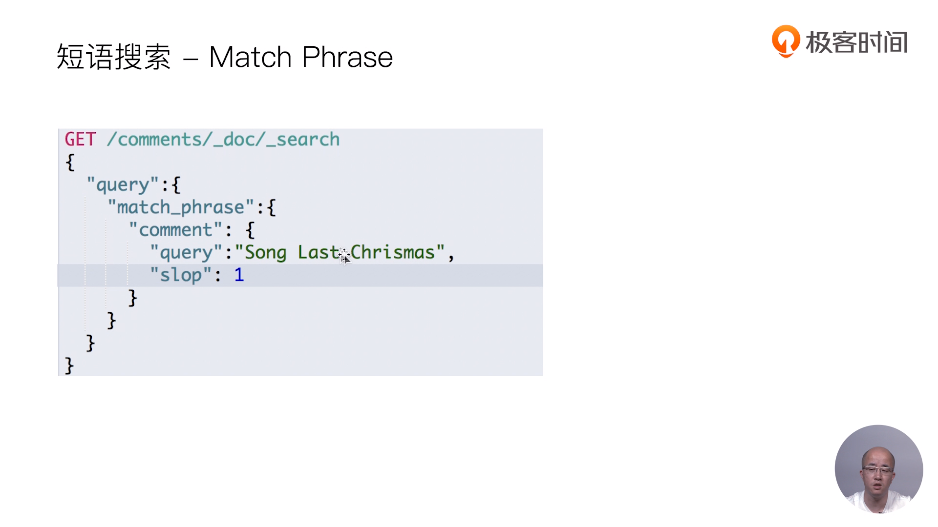 短语搜索 – Match Phrase
极客时间
GET /comments/_doc/_search
{
"query":{
"match_phrase":{
"comment": {
"query":"Song Last Chrismas",
"slop": 1
}
}
}
}